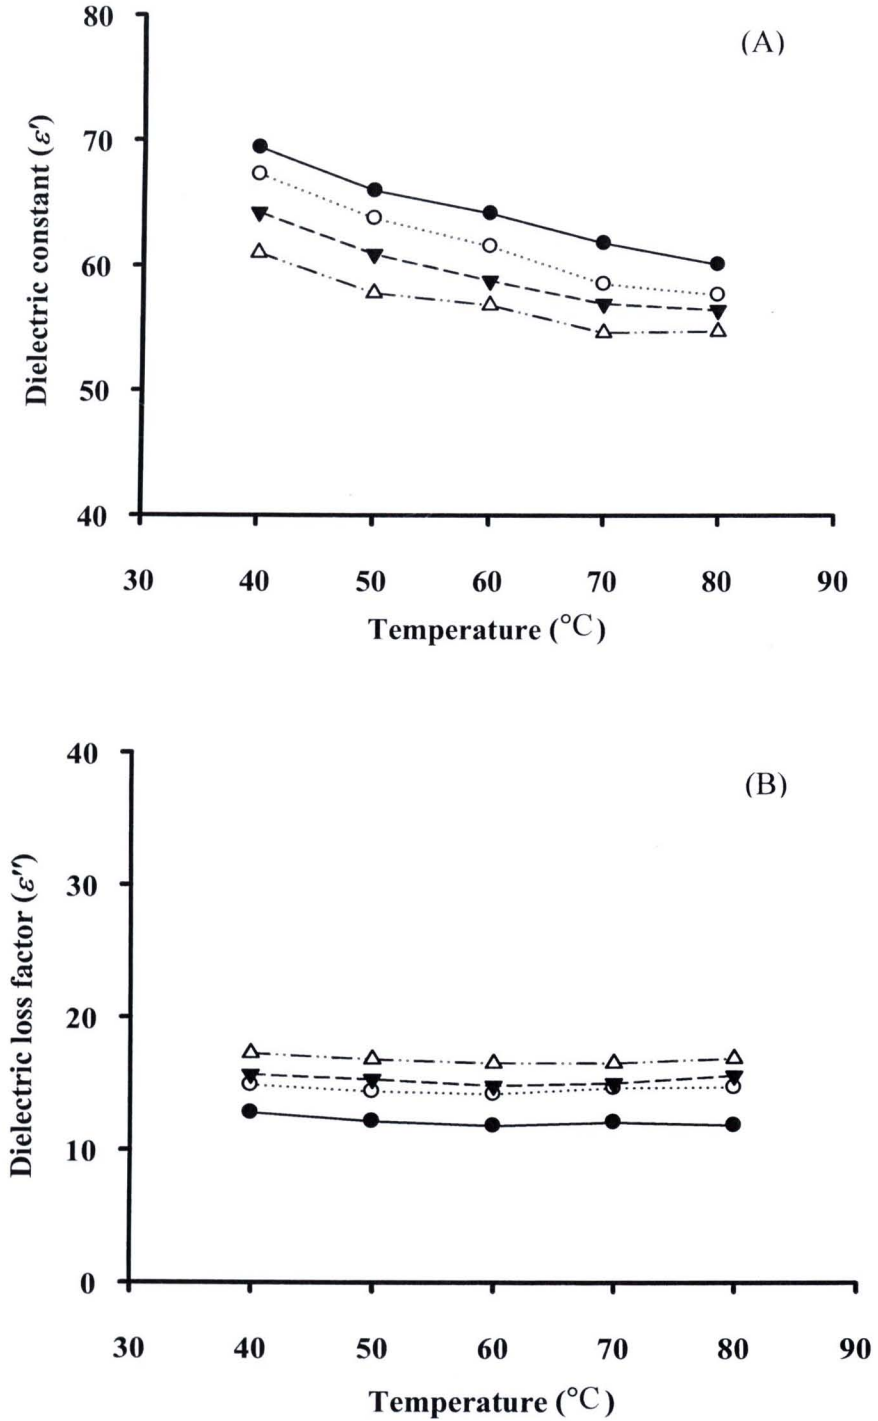 (A)
80
70
60
50
40
Dielectric constant (ε′)
30 40 50 60 70 80 90
Temperature (°C)
(B)
40
30
20
10
0
Dielectric loss factor (ε″)
30 40 50 60 70 80 90
Temperature (°C)